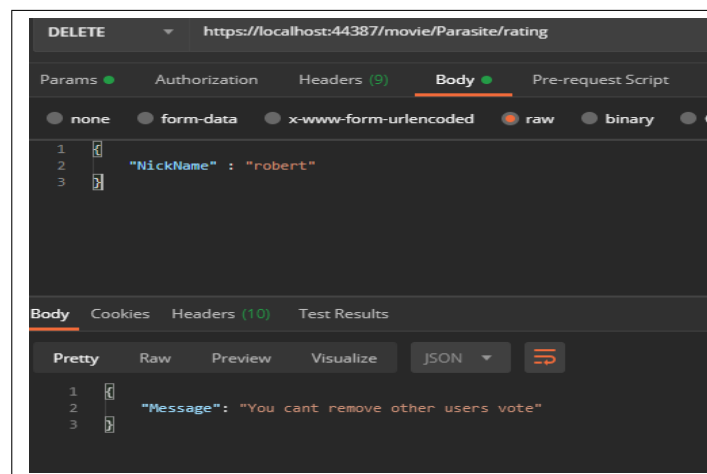 DELETE https://localhost:44387/movie/Parasite/rating
Params Authorization Headers (9) Body Pre-request Script
none form-data x-www-form-urlencoded raw binary
1 {
2 "NickName" : "robert"
3 }
Body Cookies Headers (10) Test Results
Pretty Raw Preview Visualize JSON
1 {
2 "Message": "You cant remove other users vote"
3 }